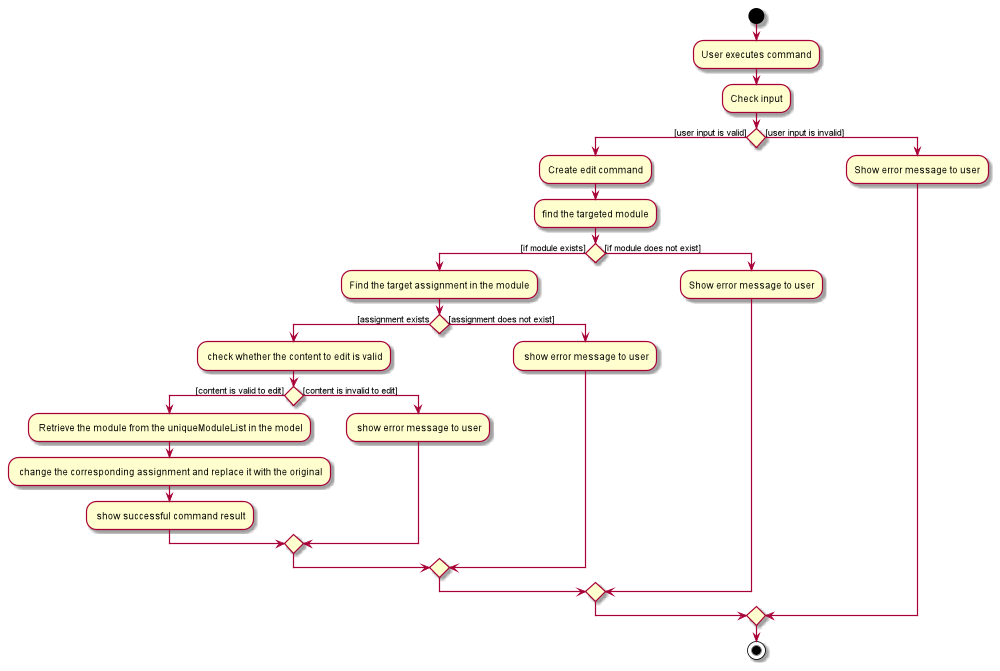 User executes command
Check input
[user input is valid]
[user input is invalid]
Create edit command
Show error message to user
find the targeted module
[if module exists]
[if module does not exist]
Find the target assignment in the module
Show error message to user
[assignment exists
[assignment does not exist]
check whether the content to edit is valid
show error message to user
[content is valid to edit]
[content is invalid to edit]
Retrieve the module from the uniqueModuleList in the model
show error message to user
change the corresponding assignment and replace it with the original
show successful command result